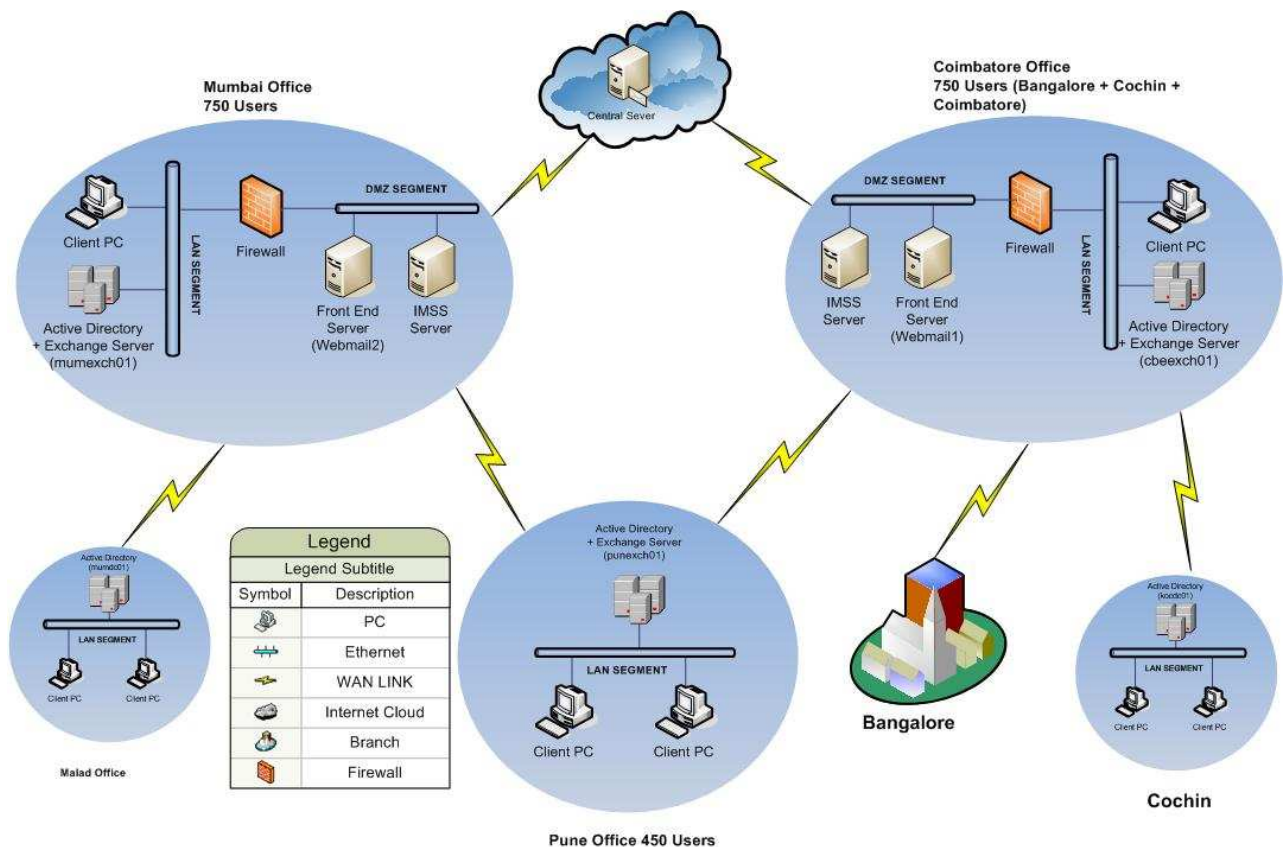 Mumbai Office
750 Users
Central Sever
Coimbatore Office
750 Users (Bangalore + Cochin +
Coimbatore)
Client PC
LAN SEGMENT
Firewall
DMZ SEGMENT
Active Directory
+ Exchange Server
(mumexch01)
Front End
Server
(Webmail2)
IMSS
Server
DMZ SEGMENT
IMSS
Server
Front End
Server
(Webmail1)
Firewall
LAN SEGMENT
Client PC
Active Directory
+ Exchange Server
(cbeexch01)
Active Directory
(mumdc01)
LAN SEGMENT
Client PC
Client PC
Malad Office
Legend
Legend Subtitle
Symbol Description
PC
Ethernet
WAN LINK
Internet Cloud
Branch
Firewall
Active Directory
+ Exchange Server
(punexch01)
LAN SEGMENT
Client PC
Client PC
Pune Office 450 Users
Bangalore
Active Directory
(kocdc01)
LAN SEGMENT
Client PC
Client PC
Cochin